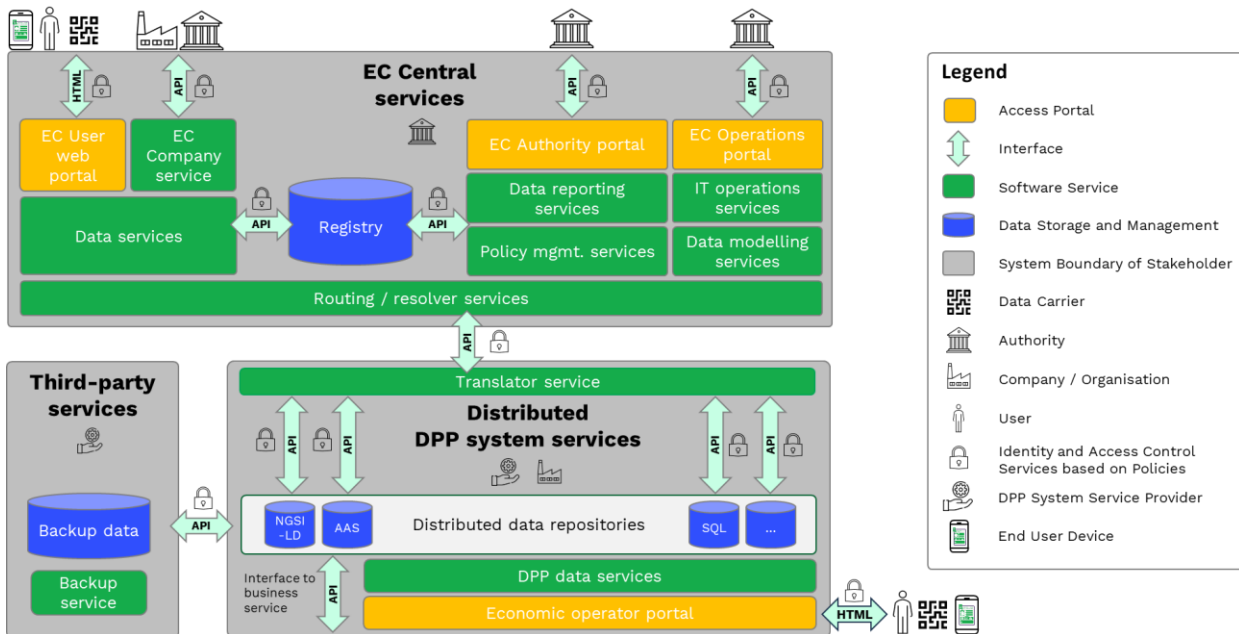 HTML
API
API
API
EC Central
services
EC User
web
portal
EC
Company
service
EC Authority portal
EC Operations
portal
Data services
API
Registry
API
Data reporting
services
IT operations
services
Policy mgmt. services
Data modelling
services
Routing / resolver services
API
Third-party
services
Backup data
Backup
service
API
Translator service
Distributed
DPP system services
API
API
API
API
NGSI
-LD
AAS
Distributed data repositories
SQL
...
Interface to
business
service
API
DPP data services
Economic operator portal
HTML
Legend
Access Portal
Interface
Software Service
Data Storage and Management
System Boundary of Stakeholder
Data Carrier
Authority
Company / Organisation
User
Identity and Access Control
Services based on Policies
DPP System Service Provider
End User Device